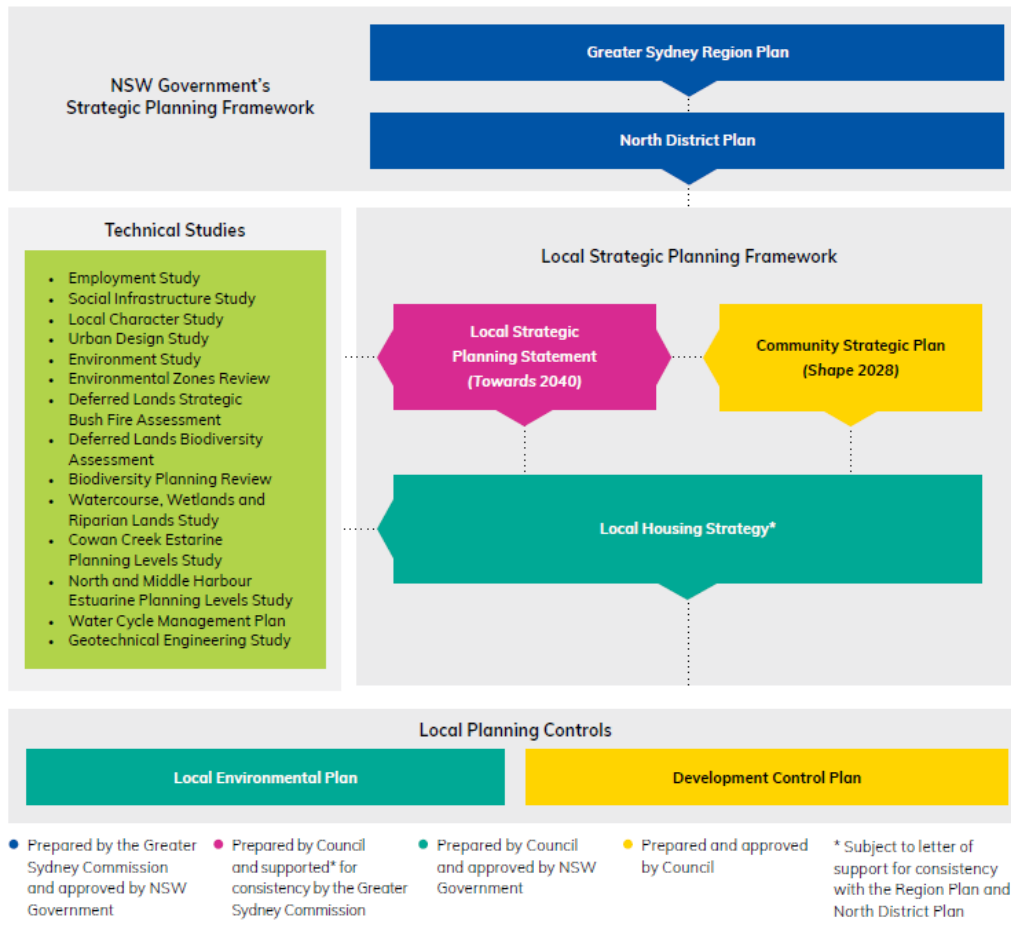 NSW Government's
Strategic Planning Framework
Greater Sydney Region Plan
North District Plan
Technical Studies
• Employment Study
• Social Infrastructure Study
• Local Character Study
• Urban Design Study
• Environment Study
• Environmental Zones Review
• Deferred Lands Strategic
Bush Fire Assessment
• Deferred Lands Biodiversity
Assessment
• Biodiversity Planning Review
• Watercourse, Wetlands and
Riparian Lands Study
• Cowan Creek Estarine
Planning Levels Study
• North and Middle Harbour
Estuarine Planning Levels Study
• Water Cycle Management Plan
• Geotechnical Engineering Study
Local Strategic Planning Framework
Local Strategic
Planning Statement
(Towards 2040)
Community Strategic Plan
(Shape 2028)
Local Housing Strategy*
Local Planning Controls
Local Environmental Plan
Development Control Plan
Prepared by the Greater
Sydney Commission
and approved by NSW
Government
Prepared by Council
and supported* for
consistency by the Greater
Sydney Commission
Prepared by Council
and approved by NSW
Government
Prepared and approved
by Council
* Subject to letter of
support for consistency
with the Region Plan and
North District Plan